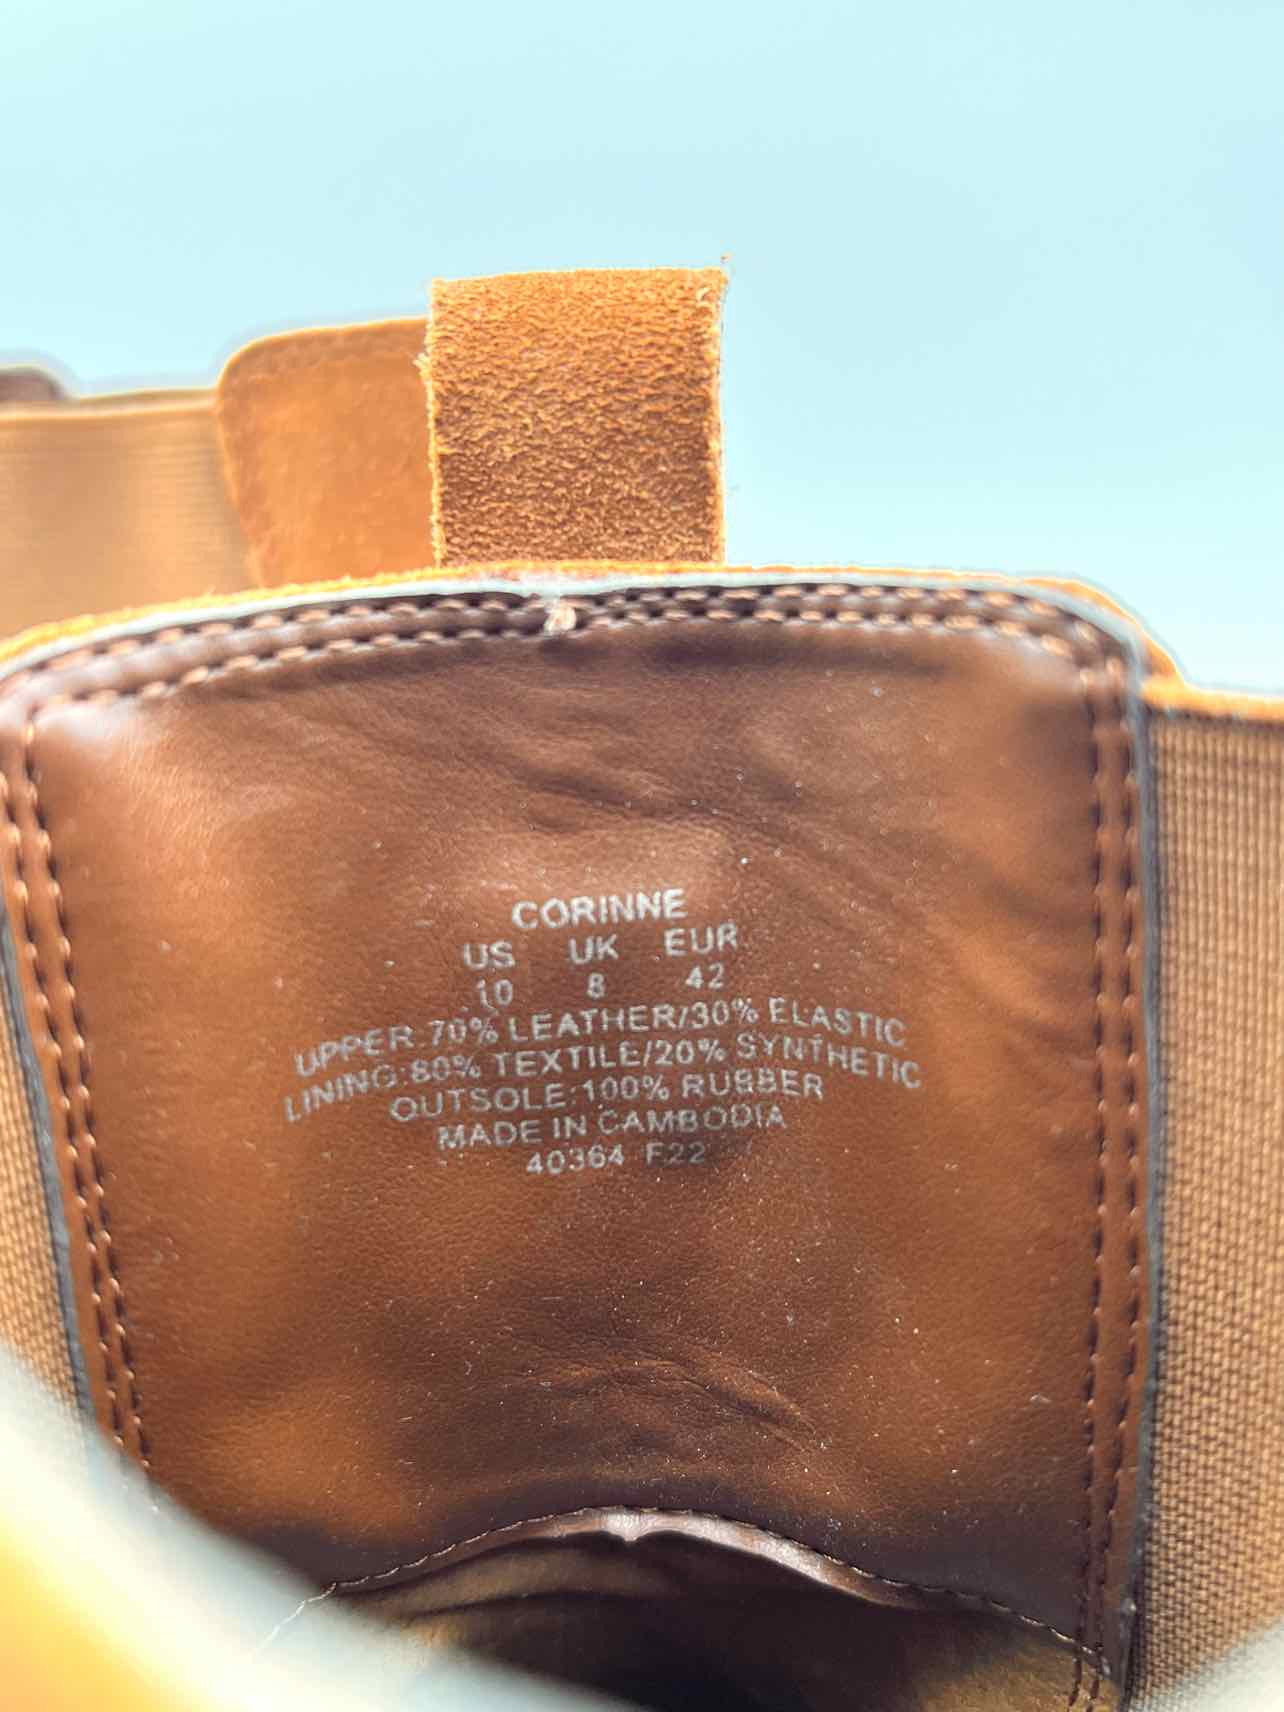 CORINNE
US UK EUR
10 8 42
UPPER:70% LEATHER/30% ELASTIC
LINING:80% TEXTILE/20% SYNTHETIC
OUTSOLE:100% RUBBER
MADE IN CAMBODIA
40364 F22